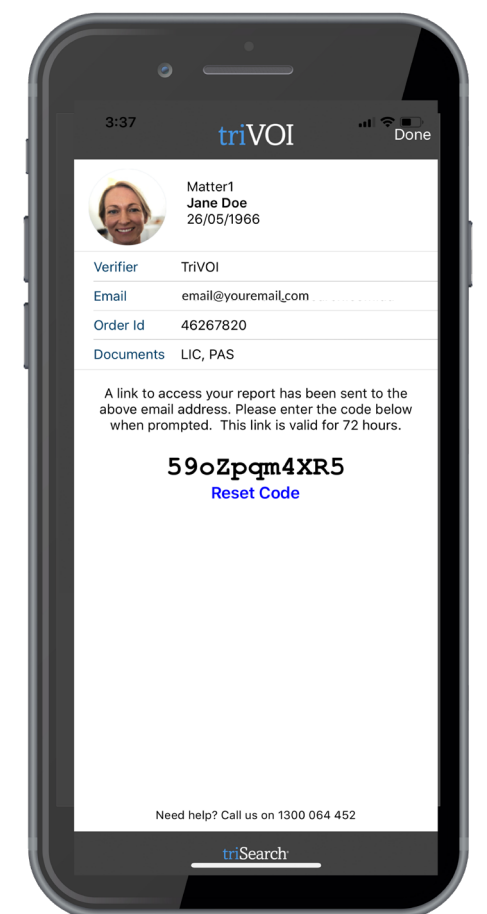 3:37
triVOI
Done
Matter1
Jane Doe
26/05/1966
Verifier TriVOI
Email email@youremail.com
Order Id 46267820
Documents LIC, PAS
A link to access your report has been sent to the
above email address. Please enter the code below
when prompted. This link is valid for 72 hours.
59oZpqm4XR5
Reset Code
Need help? Call us on 1300 064 452
triSearch